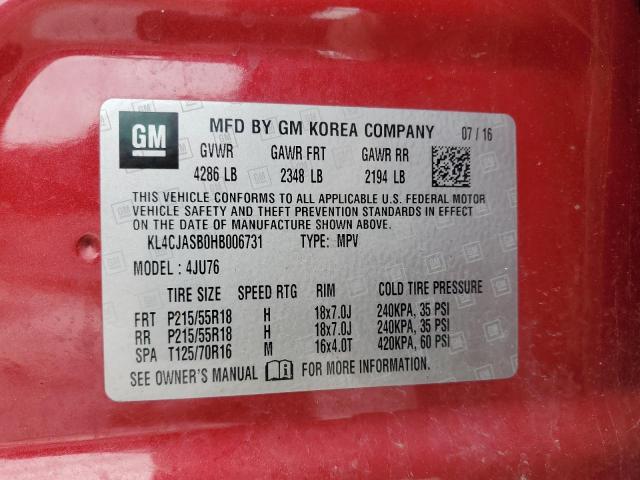 GM MFD BY GM KOREA COMPANY 07 / 16
GVWR GAWR FRT GAWR RR
4286 LB 2348 LB 2194 LB
THIS VEHICLE CONFORMS TO ALL APPLICABLE U.S. FEDERAL MOTOR
VEHICLE SAFETY AND THEFT PREVENTION STANDARDS IN EFFECT
ON THE DATE OF MANUFACTURE SHOWN ABOVE.
KL4CJASB0HB006731 TYPE: MPV
MODEL : 4JU76
TIRE SIZE SPEED RTG RIM COLD TIRE PRESSURE
FRT P215/55R18 H 18x7.0J 240KPA, 35 PSI
RR P215/55R18 H 18x7.0J 240KPA, 35 PSI
SPA T125/70R16 M 16x4.0T 420KPA, 60 PSI
SEE OWNER'S MANUAL FOR MORE INFORMATION.